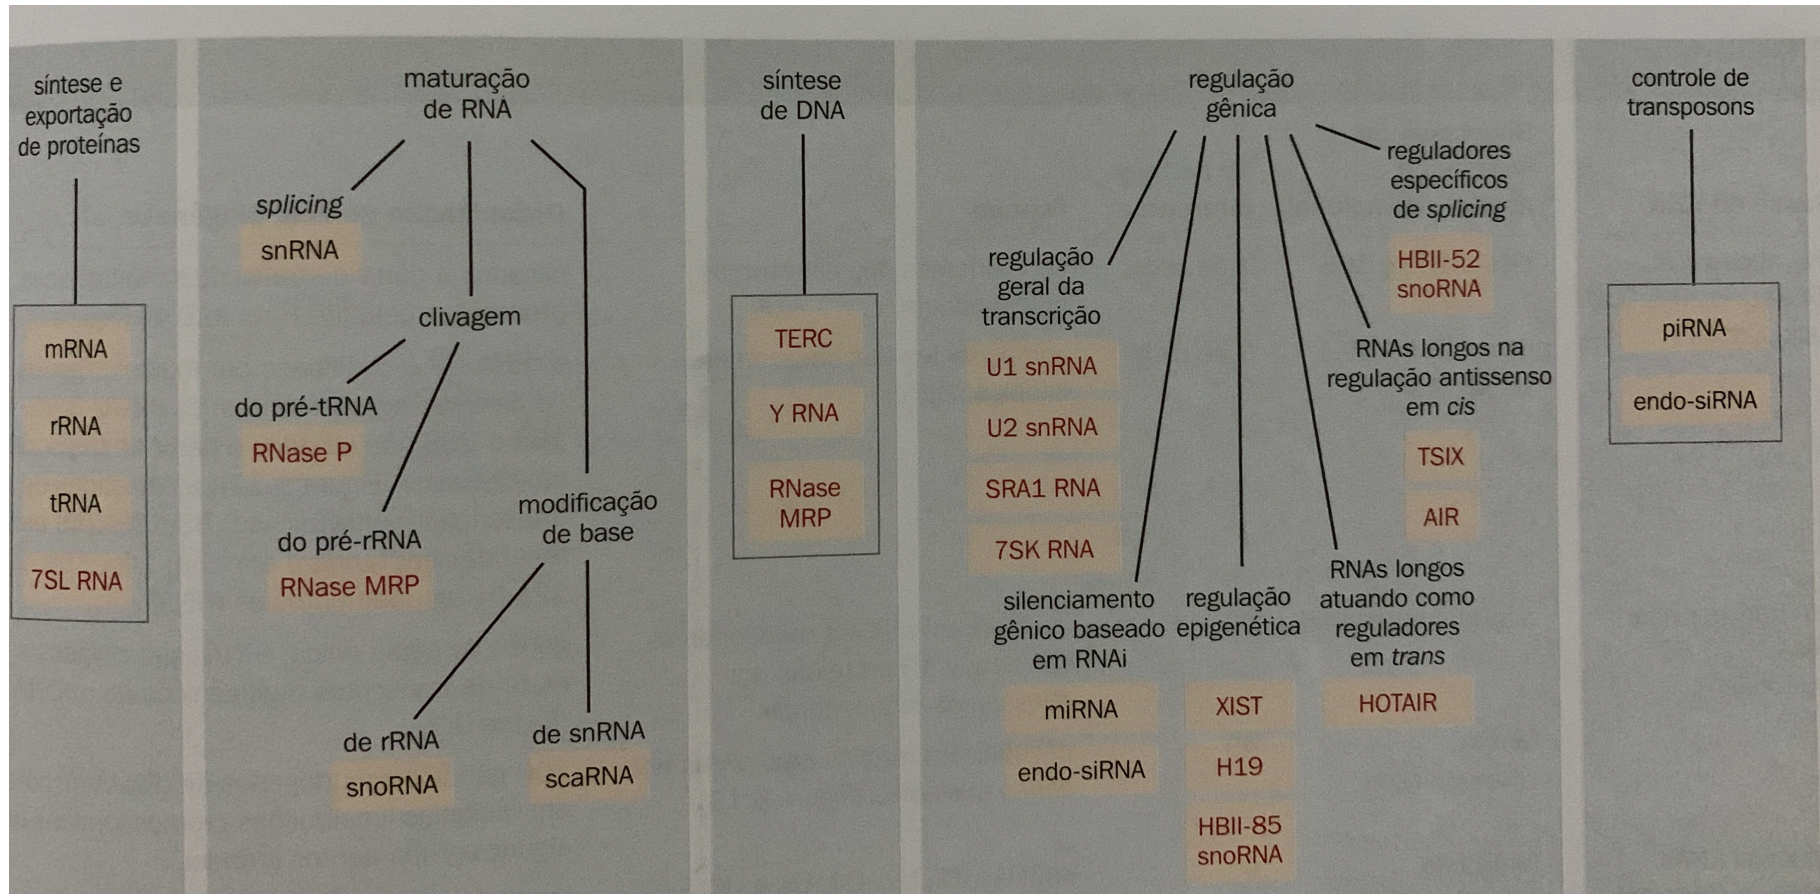 síntese e
exportação
de proteínas
mRNA
rRNA
tRNA
7SL RNA
maturação
de RNA
splicing
snRNA
clivagem
do pré-tRNA
RNase P
do pré-rRNA
RNase MRP
modificação
de base
de rRNA
snoRNA
de snRNA
scaRNA
síntese
de DNA
TERC
Y RNA
RNase
MRP
regulação
gênica
regulação
geral da
transcrição
U1 snRNA
U2 snRNA
SRA1 RNA
7SK RNA
silenciamento
gênico baseado
em RNAi
miRNA
endo-siRNA
regulação
epigenética
XIST
H19
HBII-85
snoRNA
RNAs longos
atuando como
reguladores
em trans
HOTAIR
RNAs longos na
regulação antissenso
em cis
TSIX
AIR
reguladores
específicos
de splicing
HBII-52
snoRNA
controle de
transposons
piRNA
endo-siRNA